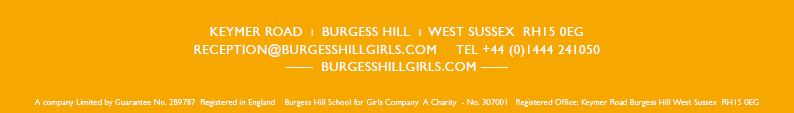 KEYMER ROAD | BURGESS HILL | WEST SUSSEX RH15 0EG
RECEPTION@BURGESSHILLGIRLS.COM TEL +44 (0)1444 241050
BURGESSHILLGIRLS.COM
A company Limited by Guarantee No. 289787 Registered in England Burgess Hill School for Girls Company A Charity - No. 307001 Registered Office: Keymer Road Burgess Hill West Sussex RH15 0EG